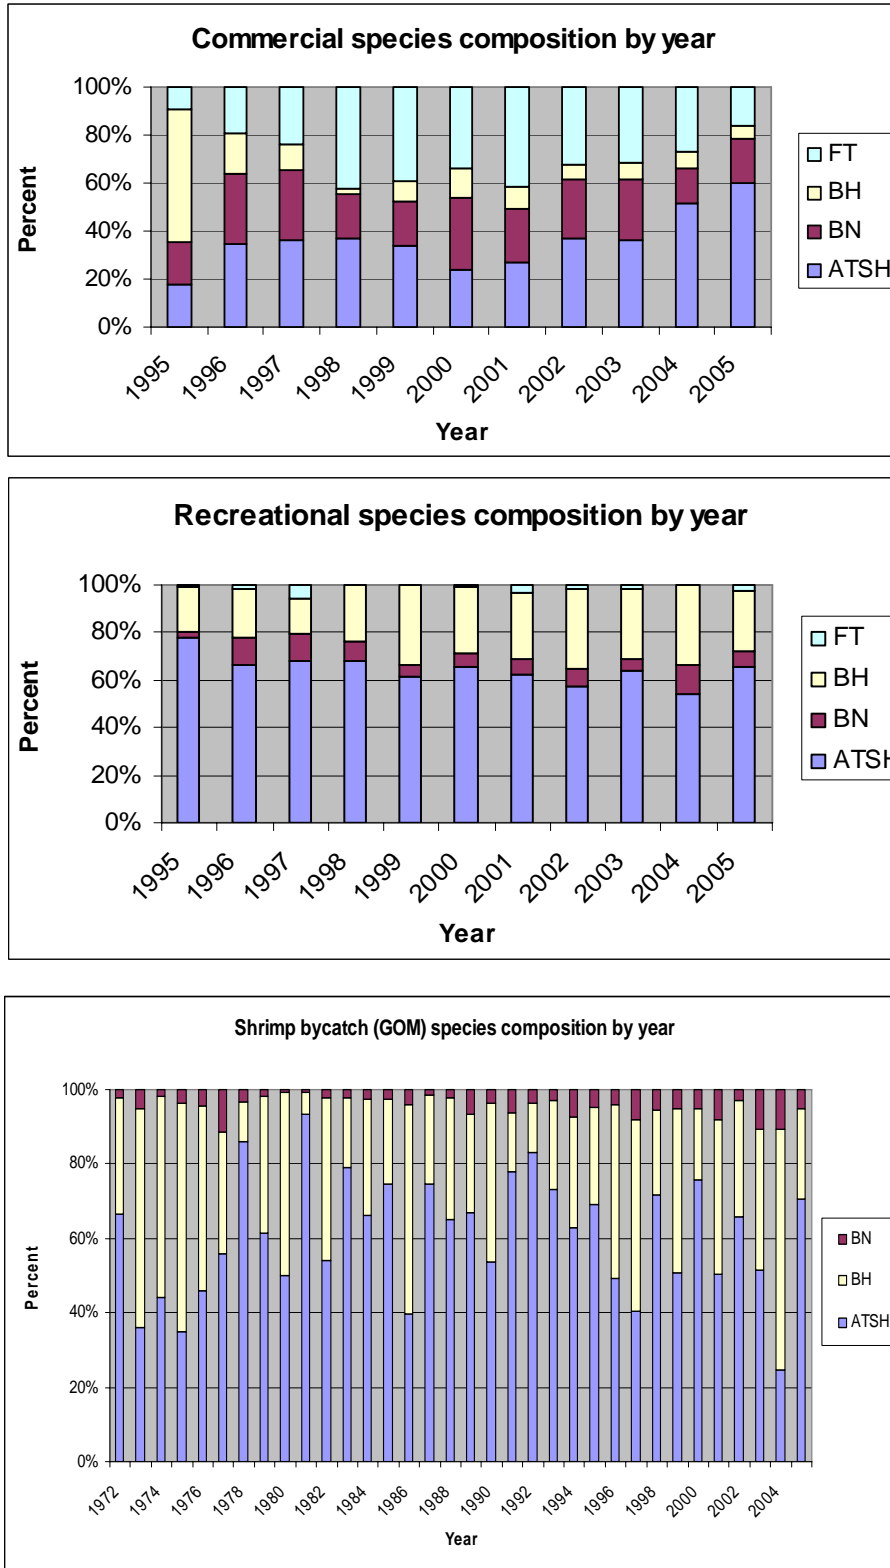 Commercial species composition by year
100%
80%
60%
40%
20%
0%
Percent
1995
1996
1997
1998
1999
2000
2001
2002
2003
2004
2005
Year
FT
BH
BN
ATSH
Recreational species composition by year
100%
80%
60%
40%
20%
0%
Percent
1995
1996
1997
1998
1999
2000
2001
2002
2003
2004
2005
Year
FT
BH
BN
ATSH
Shrimp bycatch (GOM) species composition by year
100%
80%
60%
40%
20%
0%
Percent
1972
1974
1976
1978
1980
1982
1984
1986
1988
1990
1992
1994
1996
1998
2000
2002
2004
Year
BN
BH
ATSH